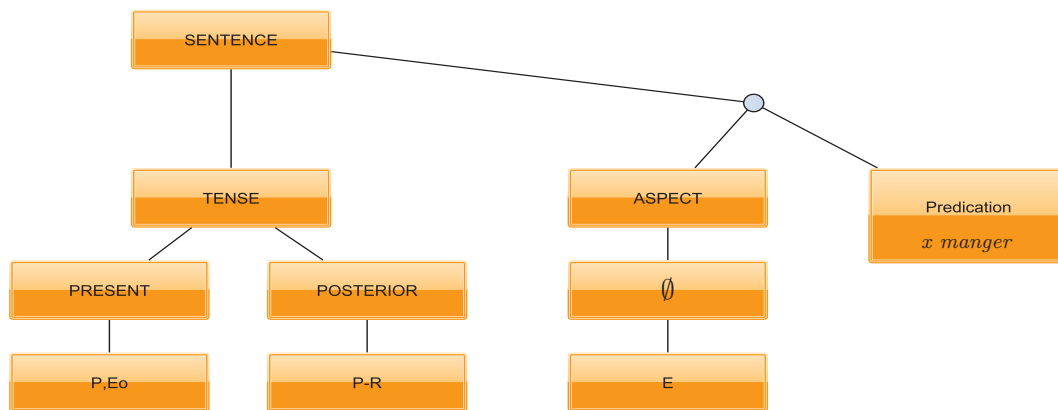 SENTENCE
TENSE
ASPECT
Predication
x manger
PRESENT
POSTERIOR
∅
P,Eo
P-R
E